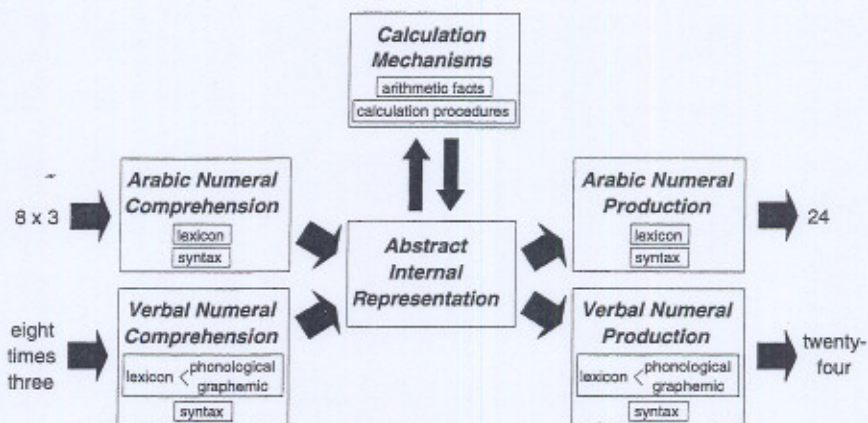 Calculation
Mechanisms
arithmetic facts
calculation procedures
8 x 3
Arabic Numeral
Comprehension
lexicon
syntax
Abstract
Internal
Representation
Arabic Numeral
Production
lexicon
syntax
24
eight
times
three
Verbal Numeral
Comprehension
lexicon < phonological
graphemic
syntax
Verbal Numeral
Production
lexicon < phonological
graphemic
syntax
twenty-
four